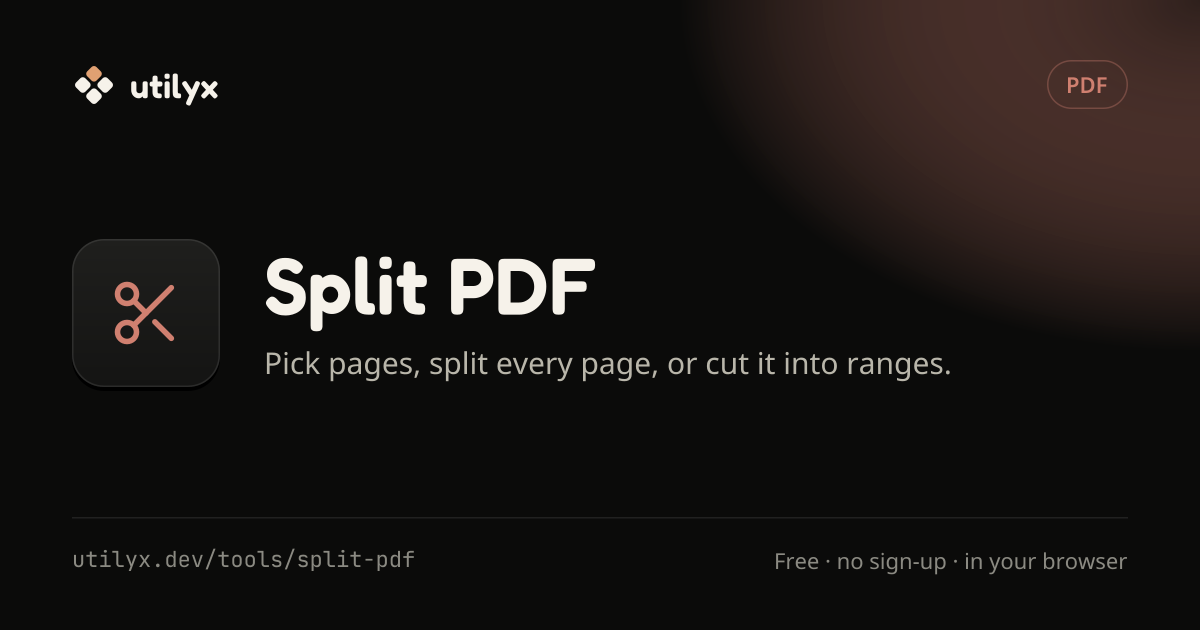 utilyx
PDF
Split PDF
Pick pages, split every page, or cut it into ranges.
utilyx.dev/tools/split-pdf
Free · no sign-up · in your browser